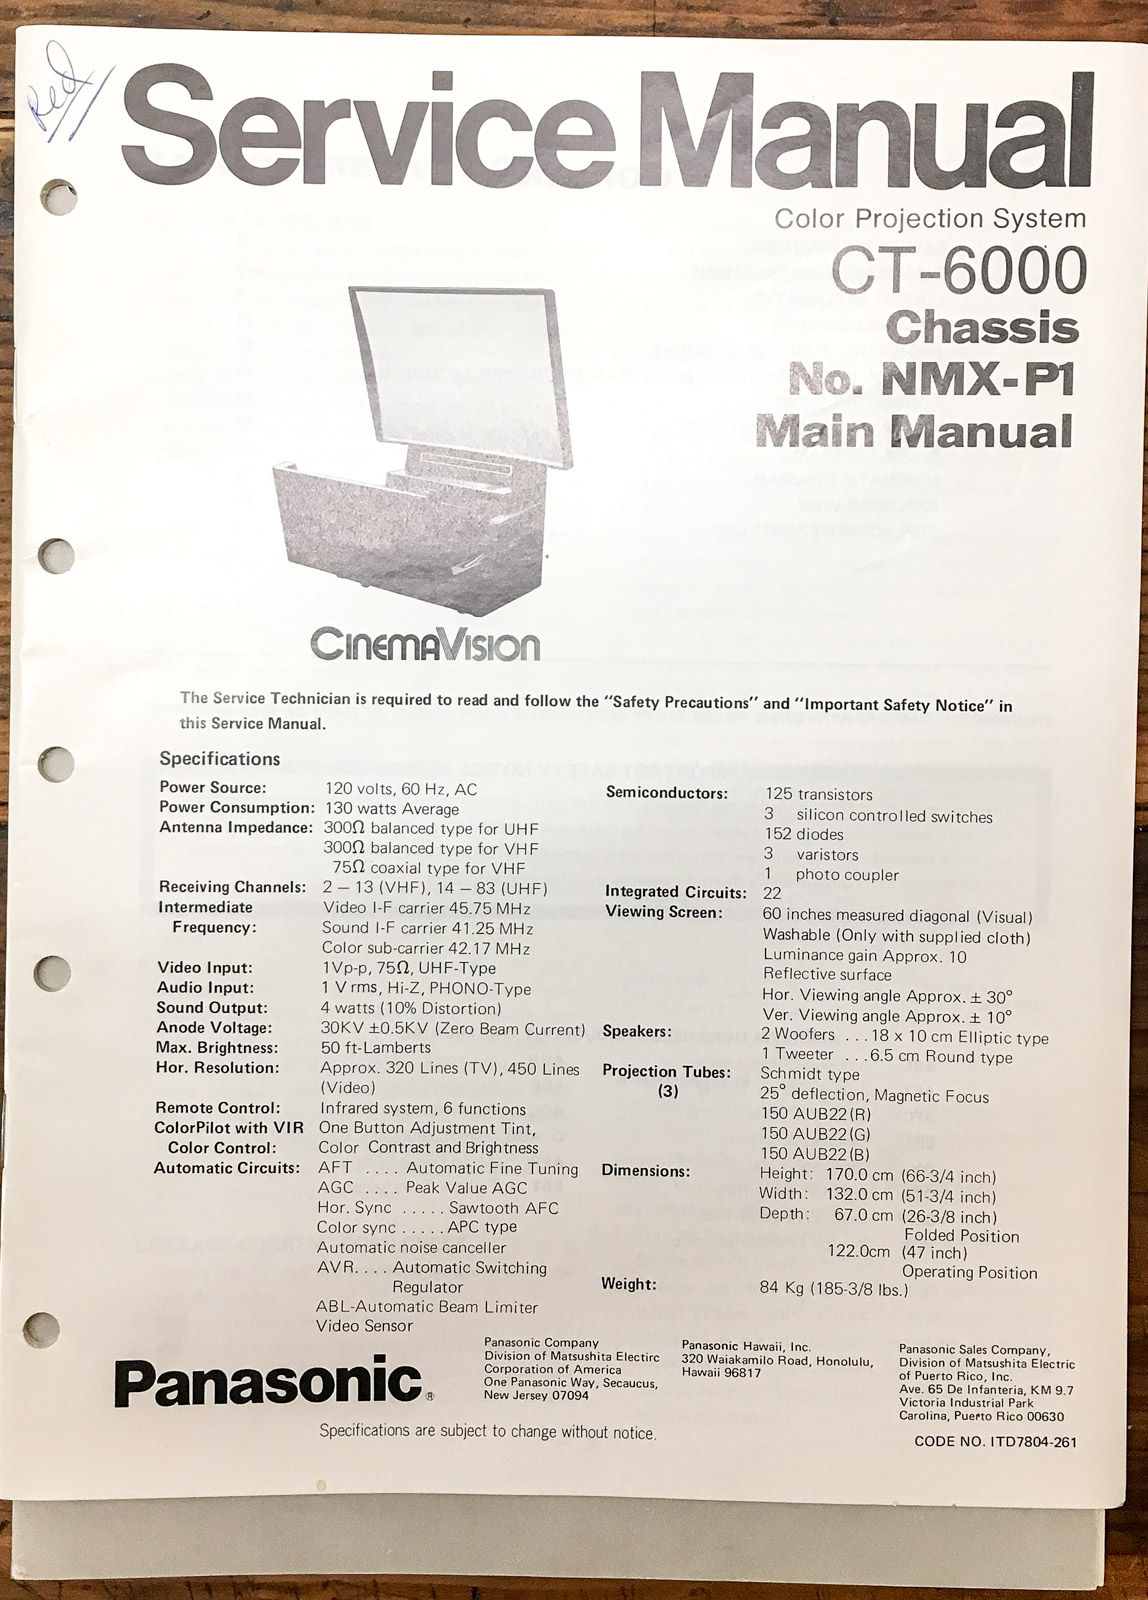 Red
Service Manual
Color Projection System
CT-6000
Chassis
No. NMX-P1
Main Manual
CINEMAVISION
The Service Technician is required to read and follow the “Safety Precautions” and “Important Safety Notice” in
this Service Manual.
Specifications
Power Source: 120 volts, 60 Hz, AC
Power Consumption: 130 watts Average
Antenna Impedance: 300Ω balanced type for UHF
300Ω balanced type for VHF
75Ω coaxial type for VHF
Receiving Channels: 2 – 13 (VHF), 14 – 83 (UHF)
Intermediate Video I-F carrier 45.75 MHz
Frequency: Sound I-F carrier 41.25 MHz
Color sub-carrier 42.17 MHz
Video Input: 1Vp-p, 75Ω, UHF-Type
Audio Input: 1 V rms, Hi-Z, PHONO-Type
Sound Output: 4 watts (10% Distortion)
Anode Voltage: 30KV ±0.5KV (Zero Beam Current)
Max. Brightness: 50 ft-Lamberts
Hor. Resolution: Approx. 320 Lines (TV), 450 Lines
(Video)
Remote Control: Infrared system, 6 functions
ColorPilot with VIR One Button Adjustment Tint,
Color Control: Color Contrast and Brightness
Automatic Circuits: AFT .... Automatic Fine Tuning
AGC .... Peak Value AGC
Hor. Sync ..... Sawtooth AFC
Color sync ..... APC type
Automatic noise canceller
AVR.... Automatic Switching
Regulator
ABL-Automatic Beam Limiter
Video Sensor
Semiconductors: 125 transistors
3 silicon controlled switches
152 diodes
3 varistors
1 photo coupler
Integrated Circuits: 22
Viewing Screen: 60 inches measured diagonal (Visual)
Washable (Only with supplied cloth)
Luminance gain Approx. 10
Reflective surface
Hor. Viewing angle Approx. ± 30°
Ver. Viewing angle Approx. ± 10°
Speakers: 2 Woofers ...18 x 10 cm Elliptic type
1 Tweeter ...6.5 cm Round type
Projection Tubes: Schmidt type
(3) 25° deflection, Magnetic Focus
150 AUB22(R)
150 AUB22(G)
150 AUB22(B)
Dimensions: Height: 170.0 cm (66-3/4 inch)
Width: 132.0 cm (51-3/4 inch)
Depth: 67.0 cm (26-3/8 inch)
Folded Position
122.0cm (47 inch)
Operating Position
Weight: 84 Kg (185-3/8 lbs.)
Panasonic®
Panasonic Company
Division of Matsushita Electirc
Corporation of America
One Panasonic Way, Secaucus,
New Jersey 07094
Panasonic Hawaii, Inc.
320 Waiakamilo Road, Honolulu,
Hawaii 96817
Panasonic Sales Company,
Division of Matsushita Electric
of Puerto Rico, Inc.
Ave. 65 De Infanteria, KM 9.7
Victoria Industrial Park
Carolina, Puerto Rico 00630
Specifications are subject to change without notice.
CODE NO. ITD7804-261